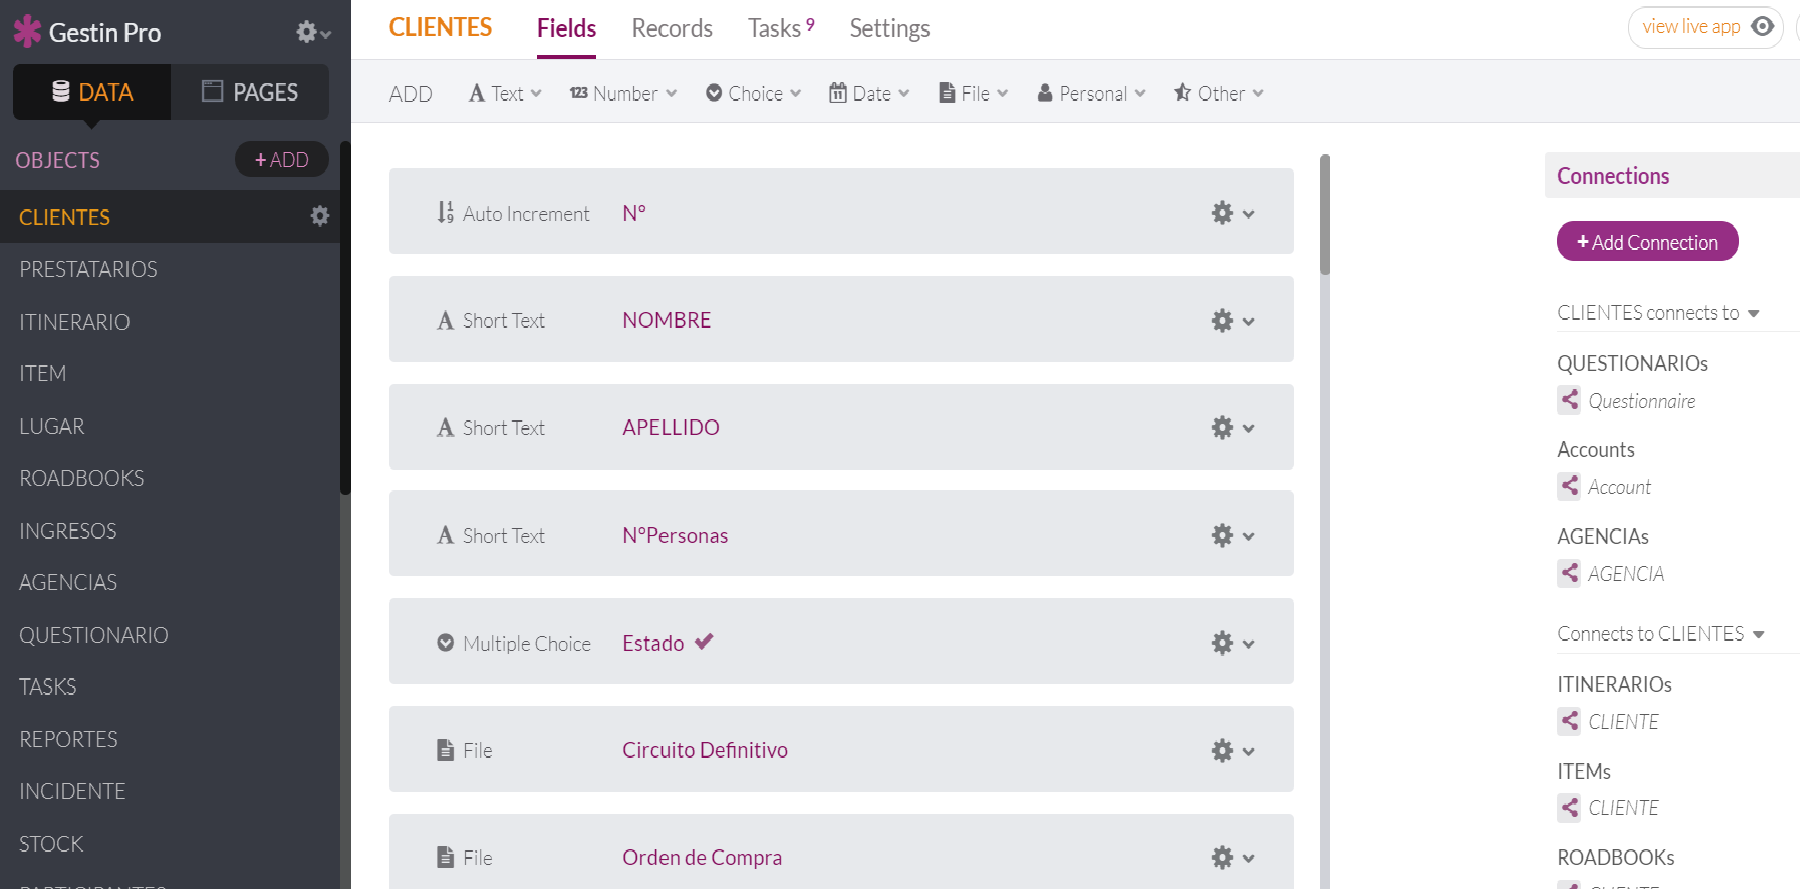 Gestin Pro
DATA
PAGES
OBJECTS
+ ADD
CLIENTES
PRESTATARIOS
ITINERARIO
ITEM
LUGAR
ROADBOOKS
INGRESOS
AGENCIAS
QUESTIONARIO
TASKS
REPORTES
INCIDENTE
STOCK
PARTICIPANTES
CLIENTES
Fields
Records
Tasks 9
Settings
view live app
ADD
Text
123 Number
Choice
Date
File
Personal
Other
Auto Increment N°
Short Text NOMBRE
Short Text APELLIDO
Short Text N°Personas
Multiple Choice Estado
File Circuito Definitivo
File Orden de Compra
Connections
+ Add Connection
CLIENTES connects to
QUESTIONARIOs
Questionnaire
Accounts
Account
AGENCIAs
AGENCIA
Connects to CLIENTES
ITINERARIOs
CLIENTE
ITEMs
CLIENTE
ROADBOOKs
CLIENTE